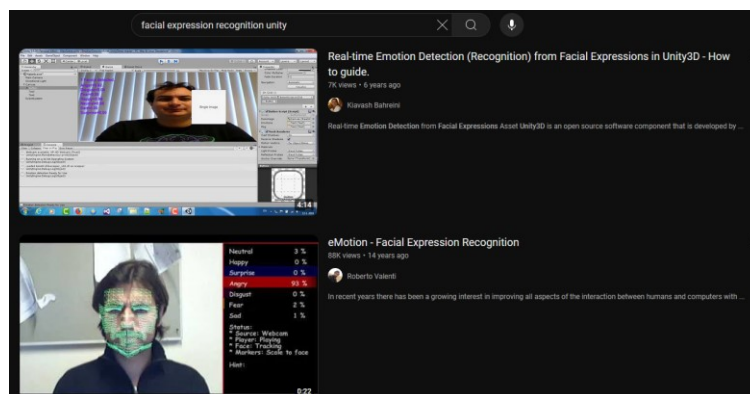 facial expression recognition unity
Real-time Emotion Detection (Recognition) from Facial Expressions in Unity3D - How
to guide.
7K views • 6 years ago
Kiavash Bahreini
Real-time Emotion Detection from Facial Expressions Asset Unity3D is an open source software component that is developed by ...
4:14
eMotion - Facial Expression Recognition
88K views • 14 years ago
Roberto Valenti
In recent years there has been a growing interest in improving all aspects of the interaction between humans and computers with ...
Neutral 3 %
Happy 0 %
Surprise 0 %
Angry 93 %
Disgust 0 %
Fear 2 %
Sad 1 %
Status:
* Source: Webcam
* Player: Playing
* Face: Tracking
* Markers: Scale to face
Hint:
0:22